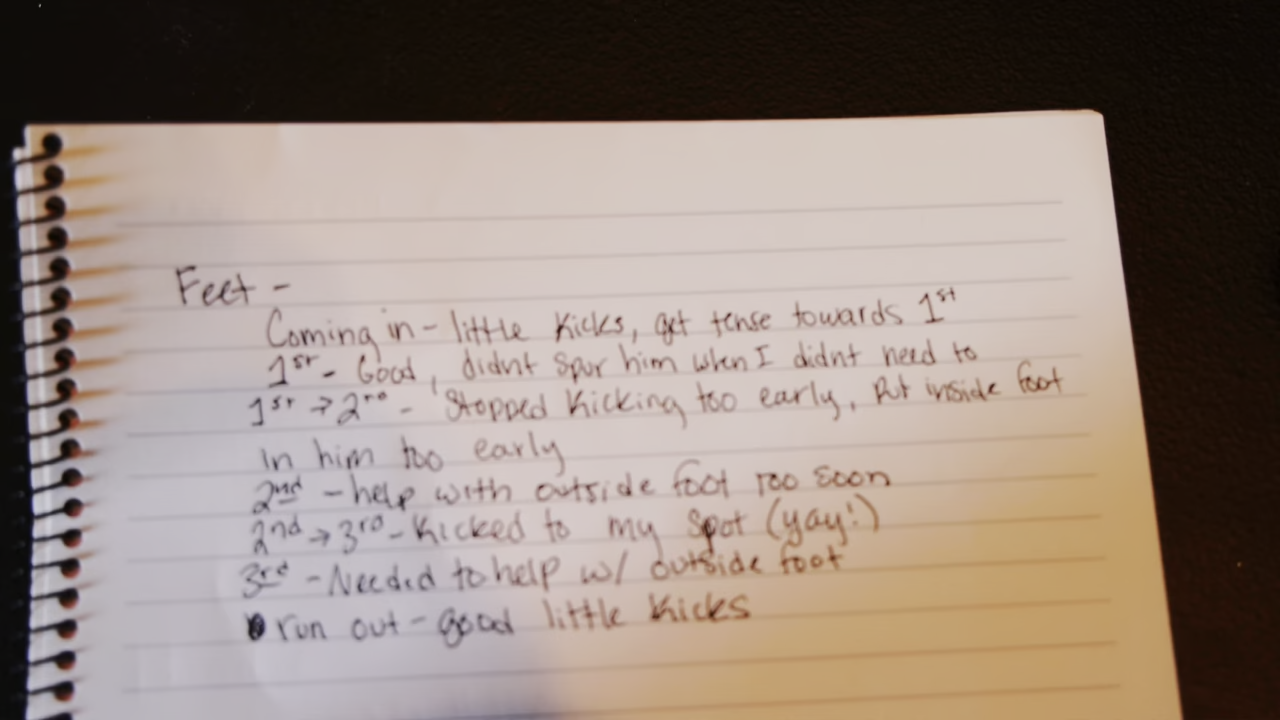 Feet -
Coming in - little kicks, get tense towards 1st
1st - Good, didnt spur him when I didnt need to
1st → 2nd - Stopped kicking too early, Put inside foot
in him too early
2nd - help with outside foot too soon
2nd → 3rd - Kicked to my spot (yay!)
3rd - Needed to help w/ outside foot
run out - good little kicks